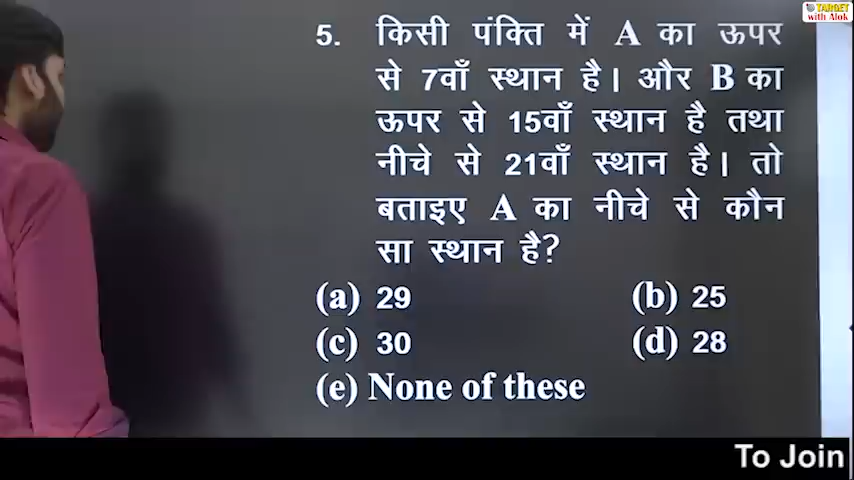 TARGET
with Alok
5. किसी पंक्ति में A का ऊपर
से 7वाँ स्थान है। और B का
ऊपर से 15वाँ स्थान है तथा
नीचे से 21वाँ स्थान है। तो
बताइए A का नीचे से कौन
सा स्थान है?
(a) 29 (b) 25
(c) 30 (d) 28
(e) None of these
To Join